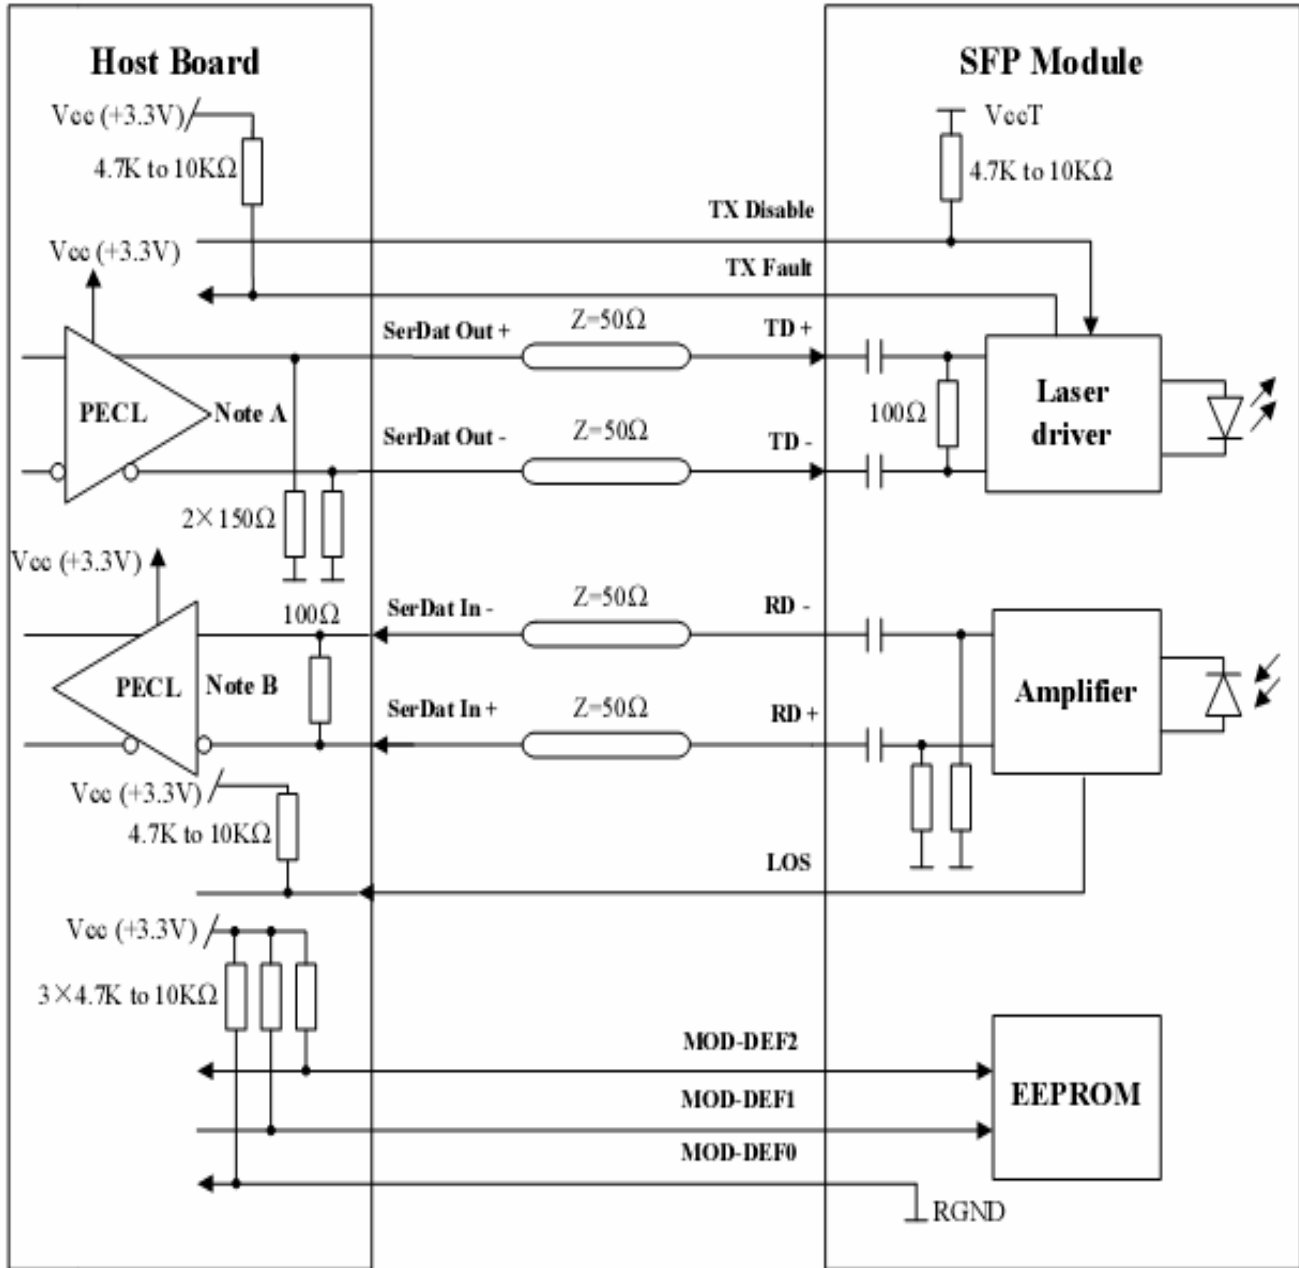 Host Board
SFP Module
Vcc (+3.3V)
VccT
4.7K to 10KΩ
4.7K to 10KΩ
TX Disable
Vcc (+3.3V)
TX Fault
SerDat Out +
Z=50Ω
TD +
PECL
Note A
100Ω
Laser
driver
SerDat Out -
Z=50Ω
TD -
2×150Ω
Vcc (+3.3V)
100Ω
SerDat In -
Z=50Ω
RD -
PECL
Note B
Amplifier
SerDat In +
Z=50Ω
RD +
Vcc (+3.3V)
4.7K to 10KΩ
LOS
Vcc (+3.3V)
3×4.7K to 10KΩ
MOD-DEF2
EEPROM
MOD-DEF1
MOD-DEF0
RGND